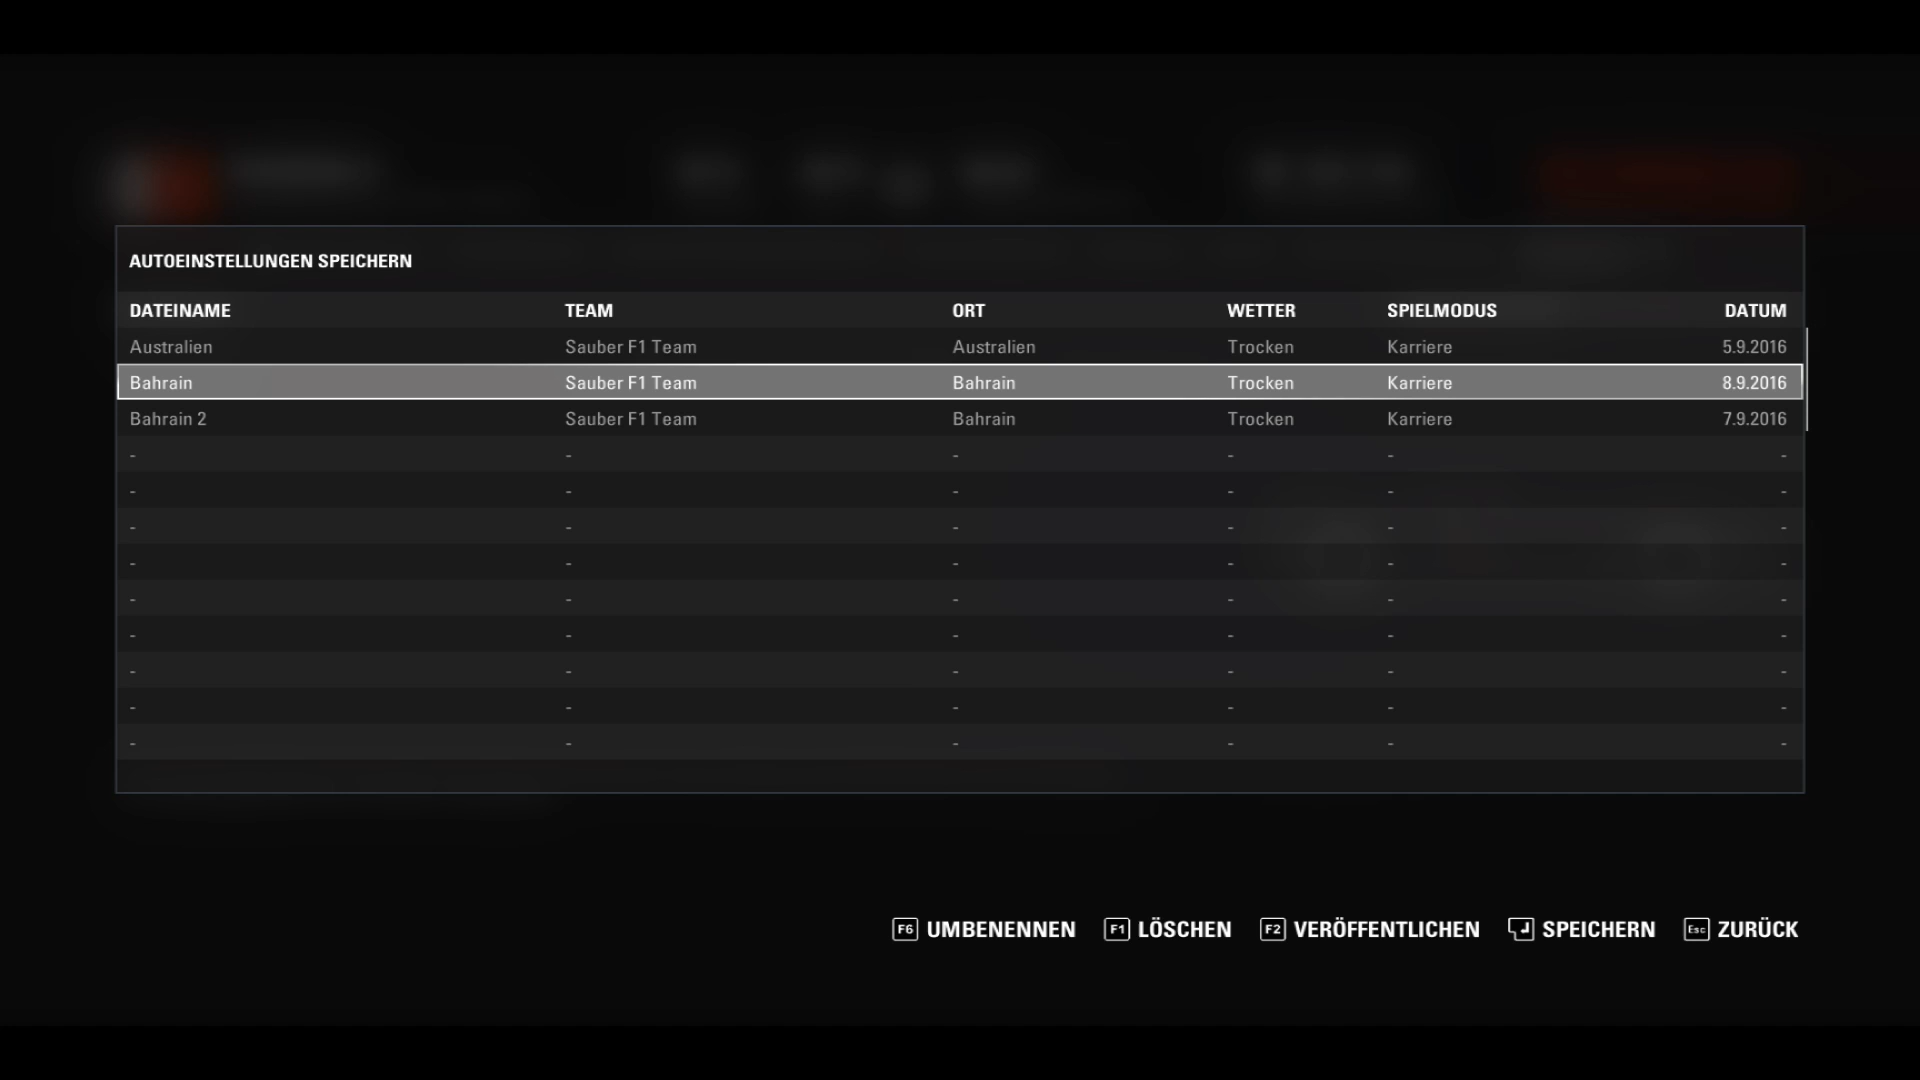 AUTOEINSTELLUNGEN SPEICHERN
DATEINAME TEAM ORT WETTER SPIELMODUS DATUM
Australien Sauber F1 Team Australien Trocken Karriere 5.9.2016
Bahrain Sauber F1 Team Bahrain Trocken Karriere 8.9.2016
Bahrain 2 Sauber F1 Team Bahrain Trocken Karriere 7.9.2016
- - - - - -
- - - - - -
- - - - - -
- - - - - -
- - - - - -
- - - - - -
- - - - - -
- - - - - -
- - - - - -
F6 UMBENENNEN F1 LÖSCHEN F2 VERÖFFENTLICHEN SPEICHERN Esc ZURÜCK